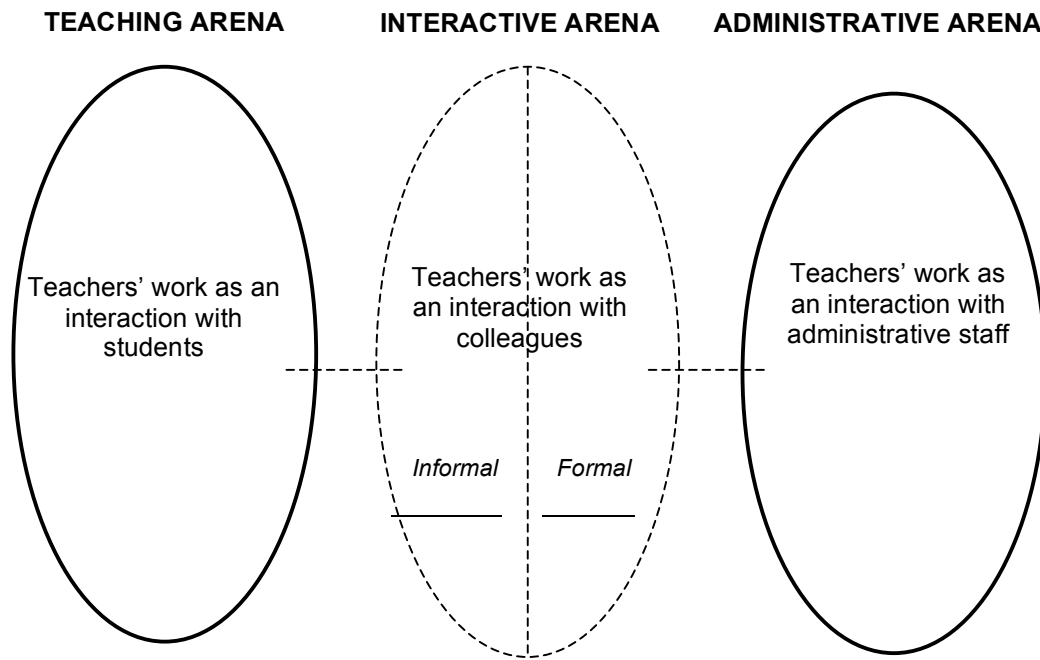 TEACHING ARENA
INTERACTIVE ARENA
ADMINISTRATIVE ARENA
Teachers’ work as an
interaction with
students
Teachers’ work as
an interaction with
colleagues
Informal
Formal
Teachers’ work as
an interaction with
administrative staff